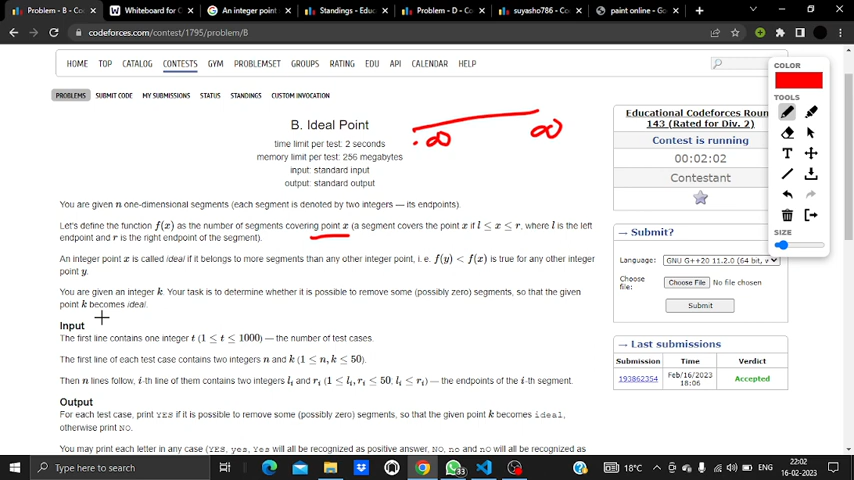 Problem - B - Co
Whiteboard for C
An integer point
Standings - Educ
Problem - D - Co
suyasho786 - Co
paint online - Go
codeforces.com/contest/1795/problem/B
HOME TOP CATALOG CONTESTS GYM PROBLEMSET GROUPS RATING EDU API CALENDAR HELP
PROBLEMS SUBMIT CODE MY SUBMISSIONS STATUS STANDINGS CUSTOM INVOCATION
B. Ideal Point
time limit per test: 2 seconds
memory limit per test: 256 megabytes
input: standard input
output: standard output
∞ ∞
You are given n one-dimensional segments (each segment is denoted by two integers — its endpoints).
Let's define the function f(x) as the number of segments covering point x (a segment covers the point x if l ≤ x ≤ r, where l is the left
endpoint and r is the right endpoint of the segment).
An integer point x is called ideal if it belongs to more segments than any other integer point, i. e. f(y) < f(x) is true for any other integer
point y.
You are given an integer k. Your task is to determine whether it is possible to remove some (possibly zero) segments, so that the given
point k becomes ideal.
Input
The first line contains one integer t (1 ≤ t ≤ 1000) — the number of test cases.
The first line of each test case contains two integers n and k (1 ≤ n, k ≤ 50).
Then n lines follow, i-th line of them contains two integers lᵢ and rᵢ (1 ≤ lᵢ, rᵢ ≤ 50, lᵢ ≤ rᵢ) — the endpoints of the i-th segment.
Output
For each test case, print YES if it is possible to remove some (possibly zero) segments, so that the given point k becomes ideal,
otherwise print NO.
You may print each letter in any case (YES, yes, Yes will all be recognized as positive answer, NO, no and nO will all be recognized as
Educational Codeforces Roun
143 (Rated for Div. 2)
Contest is running
00:02:02
Contestant
→ Submit?
Language: GNU G++20 11.2.0 (64 bit, w
Choose
file: Choose File No file chosen
Submit
→ Last submissions
Submission Time Verdict
193862354 Feb/16/2023
18:06 Accepted
COLOR
TOOLS
T
SIZE
Type here to search
33
18°C
ENG
22:02
16-02-2023